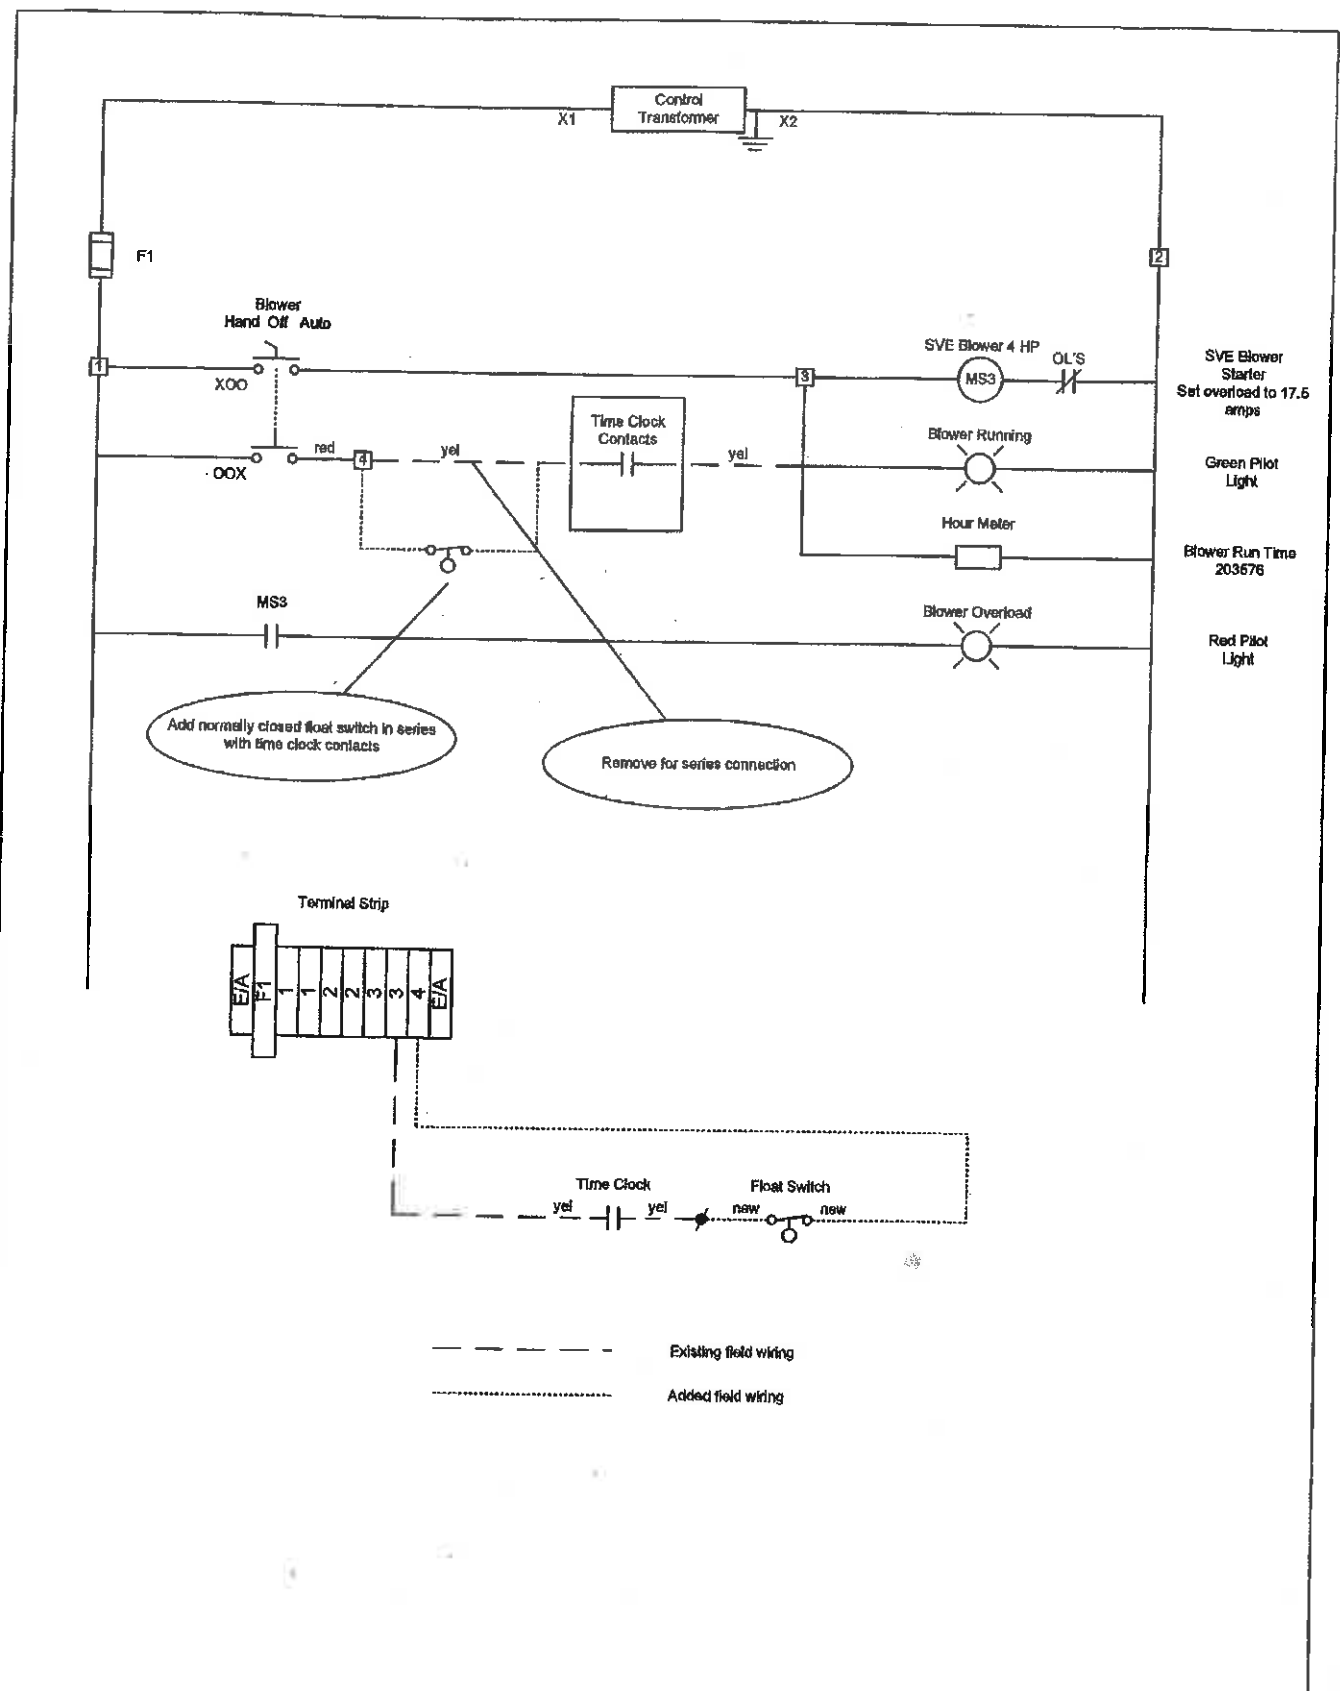 Control
Transformer
X1
X2
F1
2
Blower
Hand Off Auto
1
XOO
3
SVE Blower 4 HP
MS3
OL'S
SVE Blower
Starter
Set overload to 17.5
amps
OOX
red
4
yel
Time Clock
Contacts
yel
Blower Running
Green Pilot
Light
Hour Meter
Blower Run Time
203576
MS3
Blower Overload
Red Pilot
Light
Add normally closed float switch in series
with time clock contacts
Remove for series connection
Terminal Strip
E/A
F1
1
1
2
2
3
3
4
E/A
Time Clock
Float Switch
yel
yel
new
new
Existing field wiring
Added field wiring